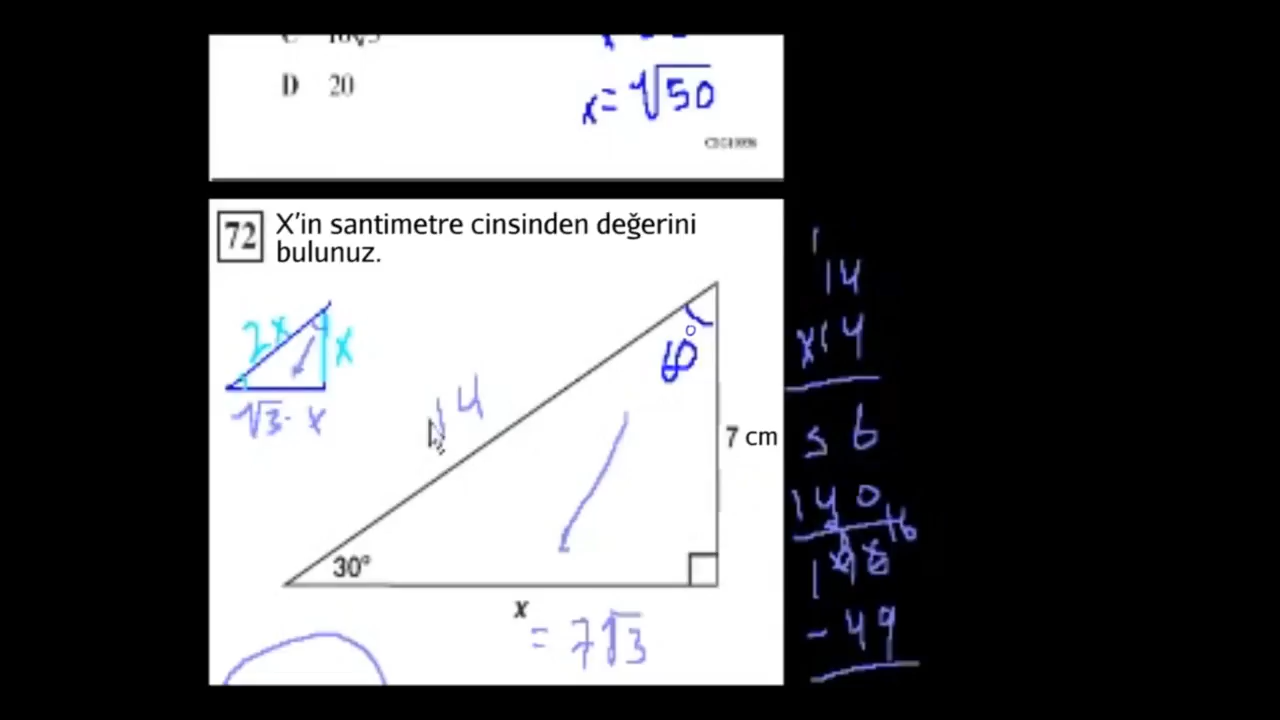 D 20
x = √50
72 X'in santimetre cinsinden değerini
bulunuz.
2x
x
√3 · x
14
60°
7 cm
30°
x
= 7√3
1
14
x14
56
140
- 49